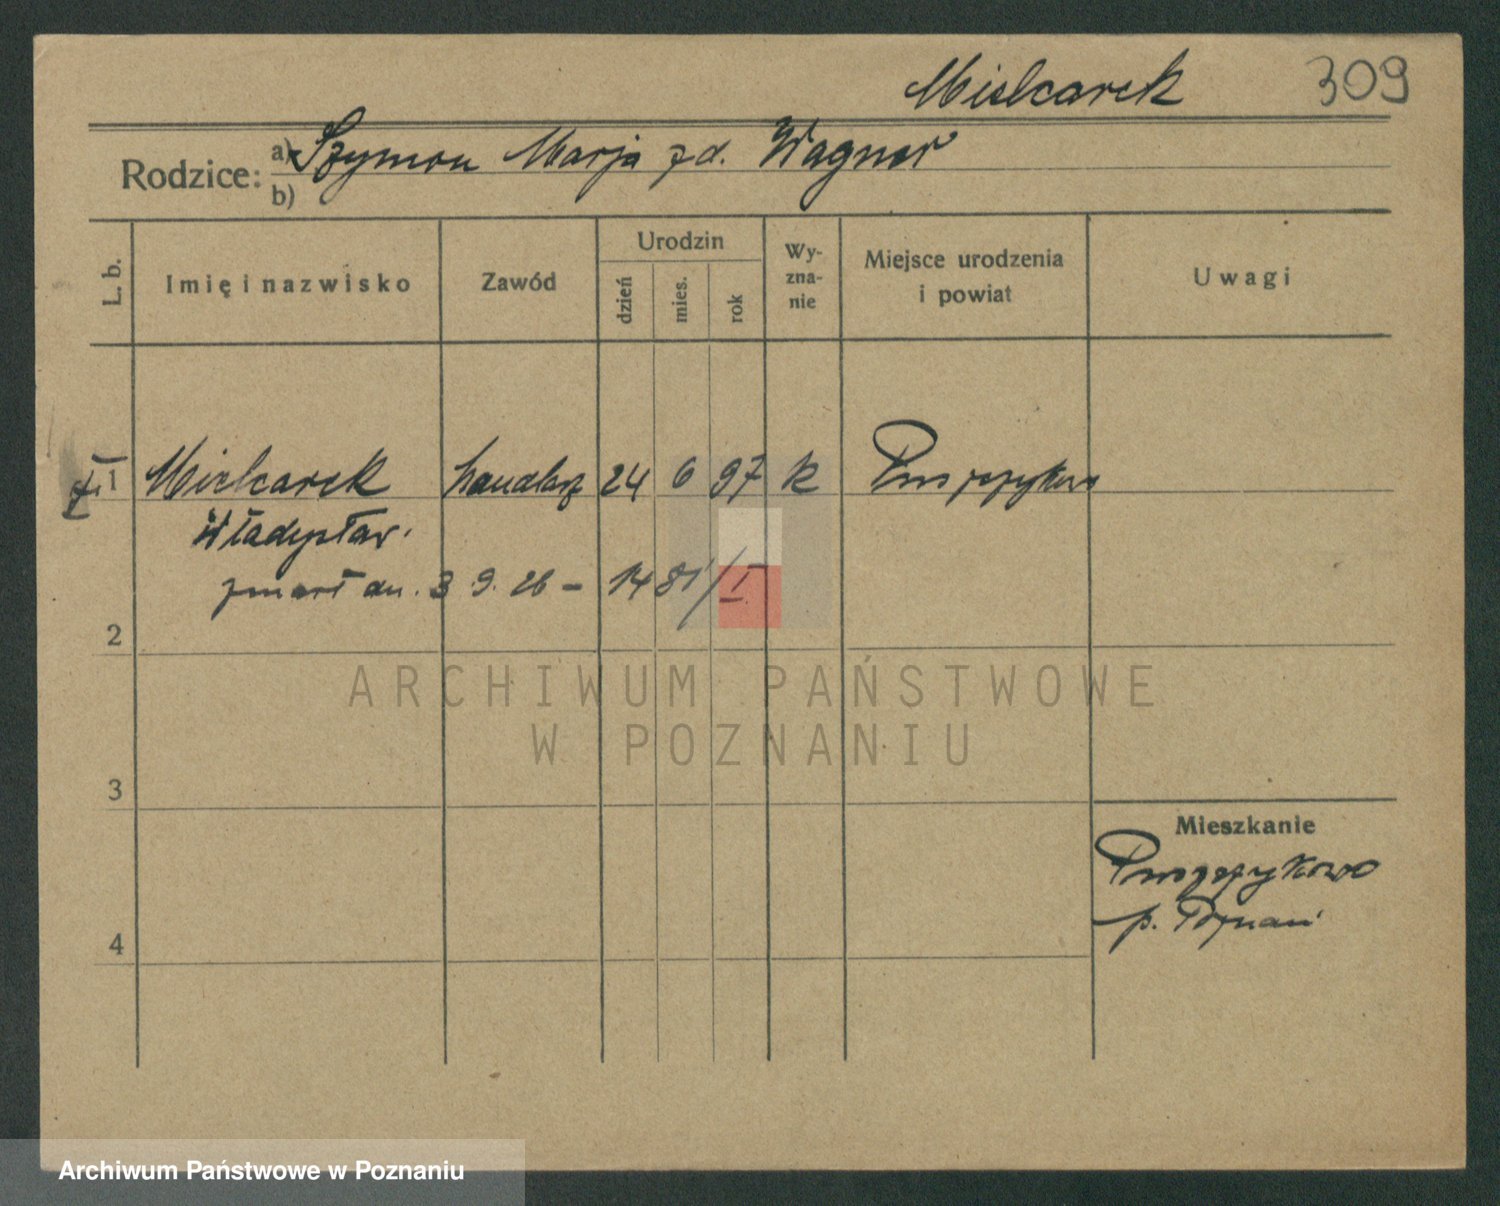 Mielcarek 309
Rodzice:
a) Szymon Marja z d. Wagner
b)
L. b.
Imię i nazwisko
Zawód
Urodzin
dzień
mies.
rok
Wy-
zna-
nie
Miejsce urodzenia
i powiat
Uwagi
1 Mielcarek handlarz 24 6 97 k
Władysław.
zmarł dn. 3 9. 26 – 1481/I
2
ARCHIWUM PAŃSTWOWE
W POZNANIU
3
Mieszkanie
p. Poznań
4
Archiwum Państwowe w Poznaniu